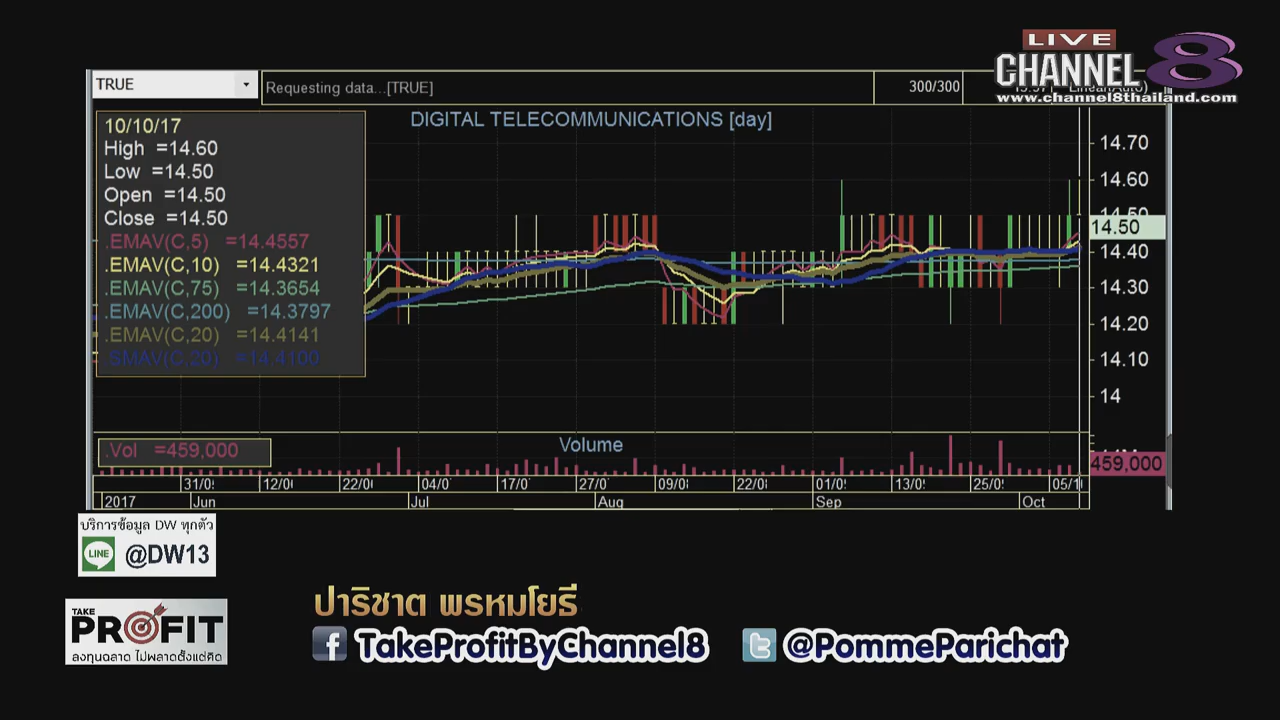 LIVE
CHANNEL 8
www.channel8thailand.com
TRUE
Requesting data...[TRUE]
300/300
DIGITAL TELECOMMUNICATIONS [day]
10/10/17
High =14.60
Low =14.50
Open =14.50
Close =14.50
.EMAV(C,5) =14.4557
.EMAV(C,10) =14.4321
.EMAV(C,75) =14.3654
.EMAV(C,200) =14.3797
.EMAV(C,20) =14.4141
.SMAV(C,20) =14.4100
14.70
14.60
14.50
14.50
14.40
14.30
14.20
14.10
14
.Vol =459,000
Volume
459,000
31/0 12/0 22/0 04/0 17/0 27/0 09/0 22/0 01/0 13/0 25/0 05/1
2017 Jun Jul Aug Sep Oct
บริการข้อมูล DW ทุกตัว
LINE @DW13
TAKE
PROFIT
ลงทุนฉลาด ไม่พลาดตั้งแต่คิด
ปาริชาต พรหมโยธี
f TakeProfitByChannel8 t @PommeParichat